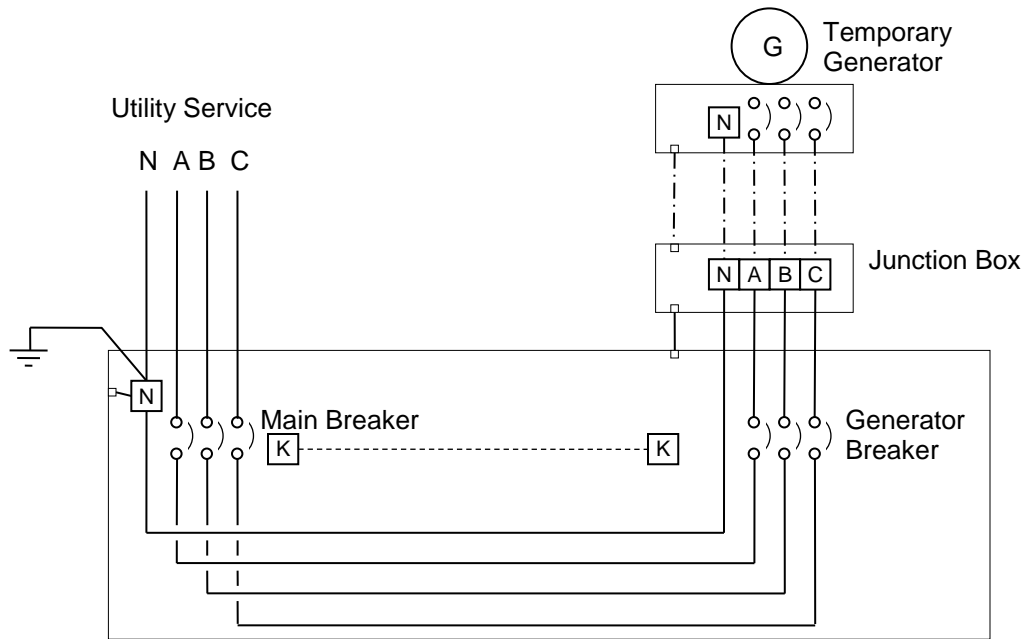 G
Temporary
Generator
Utility Service
N
N A B C
Junction Box
N A B C
N
Main Breaker
K
K
Generator
Breaker